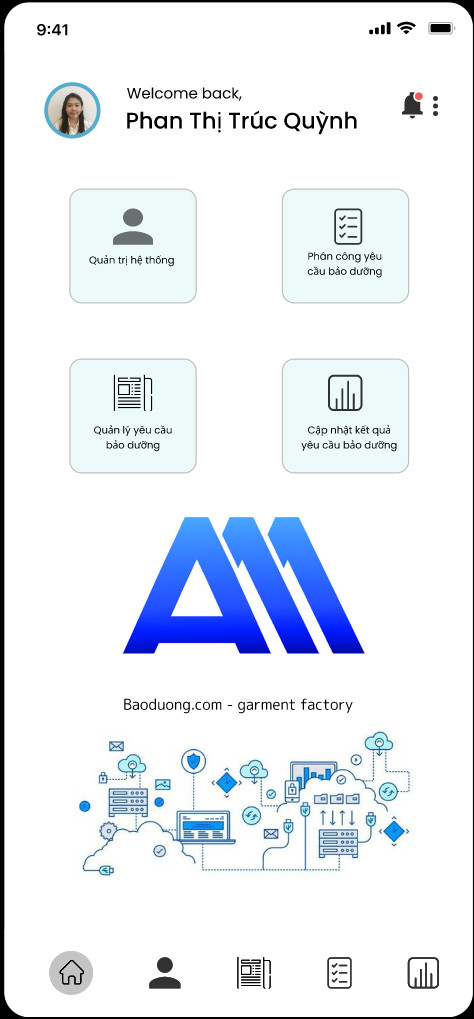 9:41
Welcome back,
Phan Thị Trúc Quỳnh
Quản trị hệ thống
Phân công yêu
cầu bảo dưỡng
Quản lý yêu cầu
bảo dưỡng
Cập nhật kết quả
yêu cầu bảo dưỡng
Baoduong.com - garment factory